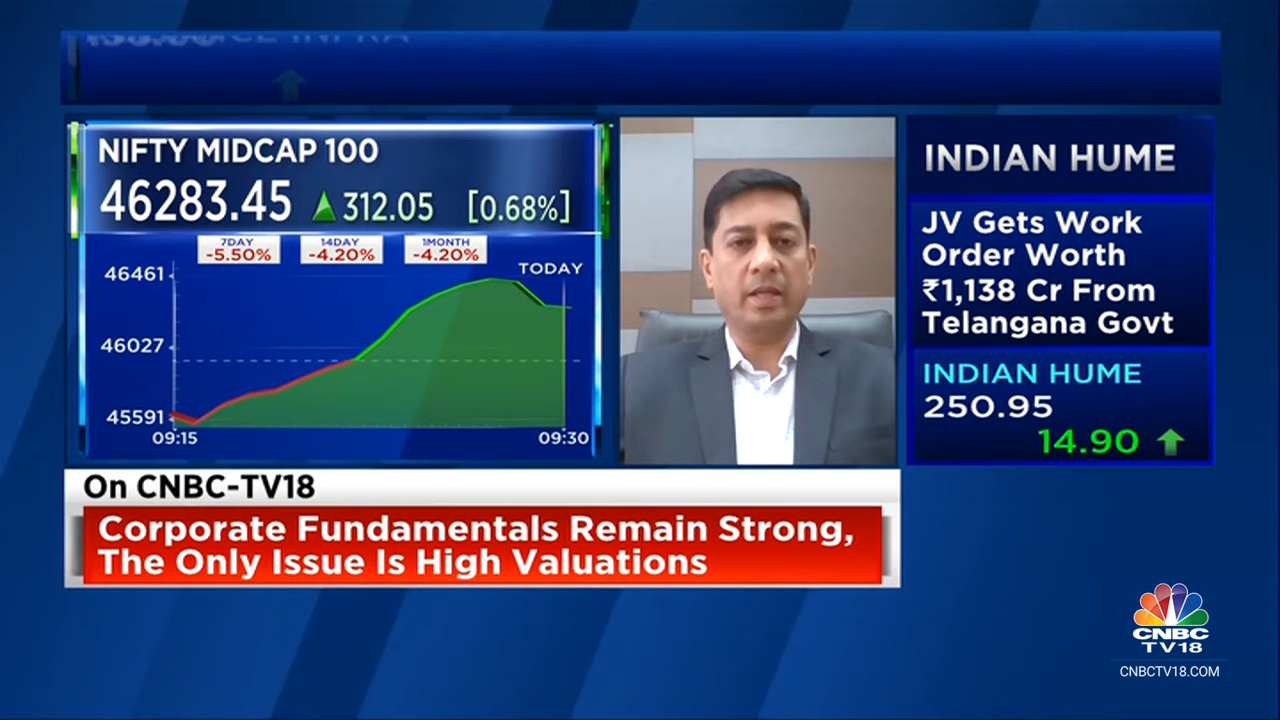 NIFTY MIDCAP 100
46283.45 ▲ 312.05 [0.68%]
7DAY
-5.50%
14DAY
-4.20%
1MONTH
-4.20%
TODAY
46461
46027
45591
09:15
09:30
INDIAN HUME
JV Gets Work
Order Worth
₹1,138 Cr From
Telangana Govt
INDIAN HUME
250.95
14.90
On CNBC-TV18
Corporate Fundamentals Remain Strong,
The Only Issue Is High Valuations
CNBC
TV18
CNBCTV18.COM